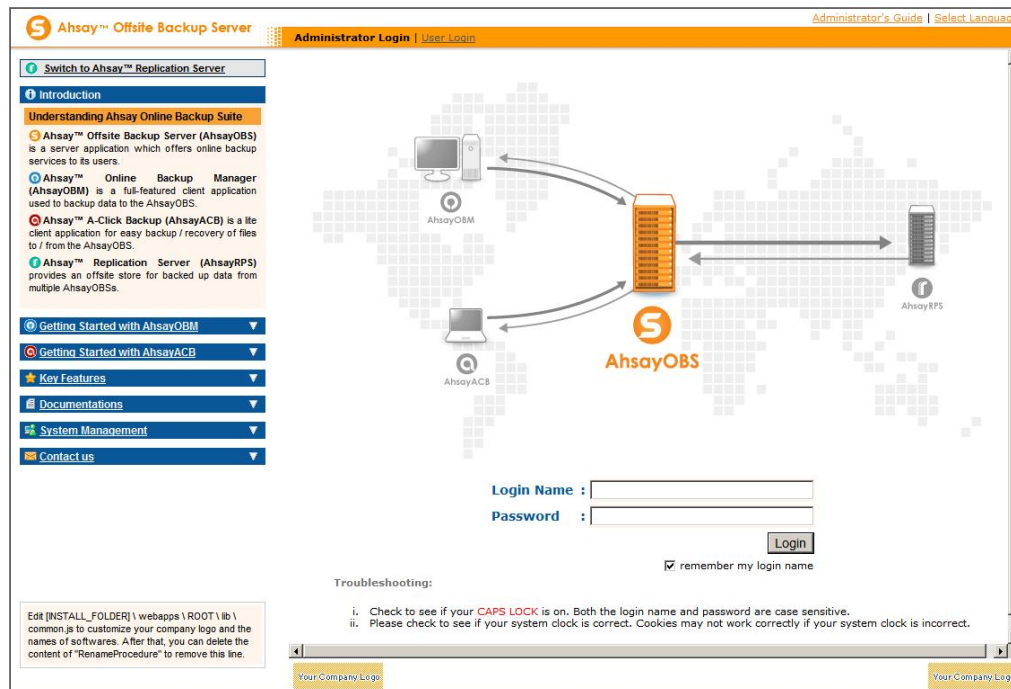 Ahsay™ Offsite Backup Server
Administrator's Guide | Select Languag
Administrator Login | User Login
Switch to Ahsay™ Replication Server
Introduction
Understanding Ahsay Online Backup Suite
Ahsay™ Offsite Backup Server (AhsayOBS)
is a server application which offers online backup
services to its users.
Ahsay™ Online Backup Manager
(AhsayOBM) is a full-featured client application
used to backup data to the AhsayOBS.
Ahsay™ A-Click Backup (AhsayACB) is a lite
client application for easy backup / recovery of files
to / from the AhsayOBS.
Ahsay™ Replication Server (AhsayRPS)
provides an offsite store for backed up data from
multiple AhsayOBSs.
Getting Started with AhsayOBM
Getting Started with AhsayACB
Key Features
Documentations
System Management
Contact us
Edit [INSTALL_FOLDER] \ webapps \ ROOT \ lib \
common.js to customize your company logo and the
names of softwares. After that, you can delete the
content of "RenameProcedure" to remove this line.
AhsayOBM
AhsayACB
AhsayOBS
AhsayRPS
Login Name :
Password :
Login
remember my login name
Troubleshooting:
i. Check to see if your CAPS LOCK is on. Both the login name and password are case sensitive.
ii. Please check to see if your system clock is correct. Cookies may not work correctly if your system clock is incorrect.
Your Company Logo
Your Company Log